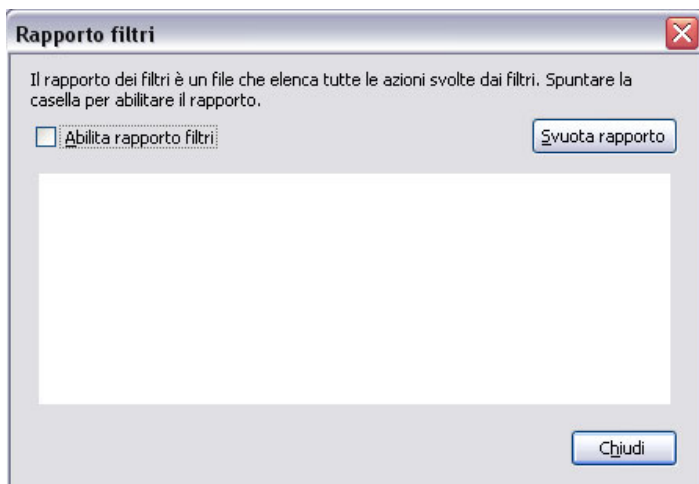 Rapporto filtri
Il rapporto dei filtri è un file che elenca tutte le azioni svolte dai filtri. Spuntare la
casella per abilitare il rapporto.
Abilita rapporto filtri
Svuota rapporto
Chiudi